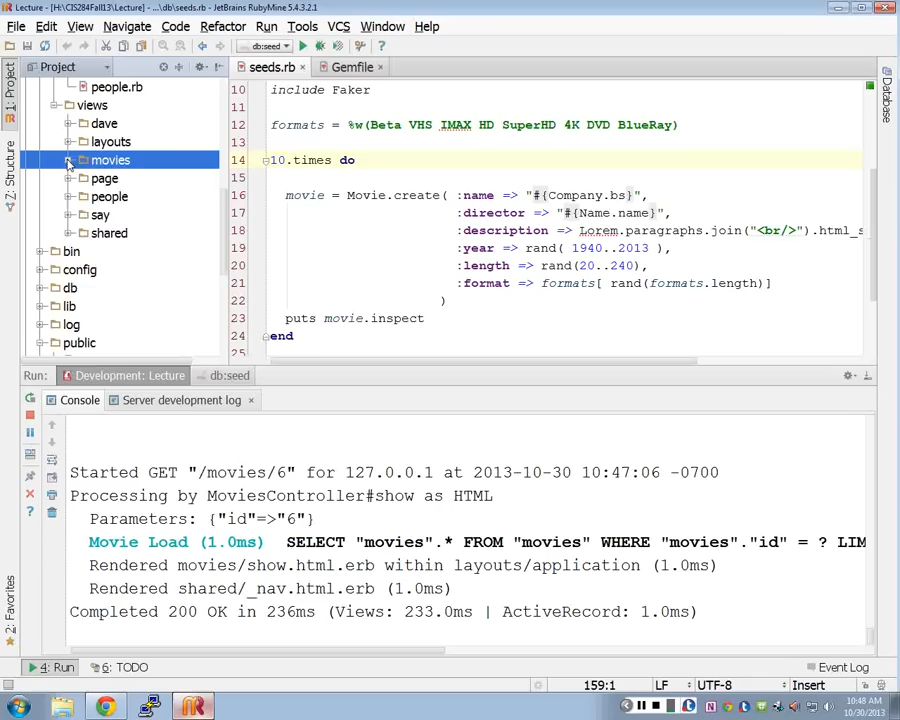 Lecture - [H:\CIS284Fall13\Lecture] - ...\db\seeds.rb - JetBrains RubyMine 5.4.3.2.1
File Edit View Navigate Code Refactor Run Tools VCS Window Help
db:seed
1: Project
Z: Structure
2: Favorites
Database
Project
people.rb
views
dave
layouts
movies
page
people
say
shared
bin
config
db
lib
log
public
seeds.rb × Gemfile ×
10 include Faker
11
12 formats = %w(Beta VHS IMAX HD SuperHD 4K DVD BlueRay)
13
14 10.times do
15
16 movie = Movie.create( :name => "#{Company.bs}",
17 :director => "#{Name.name}",
18 :description => Lorem.paragraphs.join("<br/>").html_s
19 :year => rand( 1940..2013 ),
20 :length => rand(20..240),
21 :format => formats[ rand(formats.length)]
22 )
23 puts movie.inspect
24 end
25
Run: Development: Lecture db:seed
Console Server development log ×
Started GET "/movies/6" for 127.0.0.1 at 2013-10-30 10:47:06 -0700
Processing by MoviesController#show as HTML
Parameters: {"id"=>"6"}
Movie Load (1.0ms) SELECT "movies".* FROM "movies" WHERE "movies"."id" = ? LIM
Rendered movies/show.html.erb within layouts/application (1.0ms)
Rendered shared/_nav.html.erb (1.0ms)
Completed 200 OK in 236ms (Views: 233.0ms | ActiveRecord: 1.0ms)
4: Run 6: TODO Event Log
159:1 LF UTF-8 Insert
10:48 AM
10/30/2013